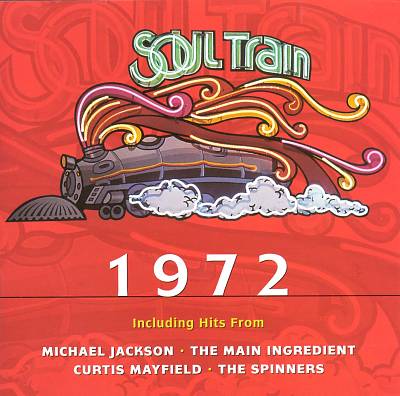 SOUL TRAIN
1972
Including Hits From
MICHAEL JACKSON · THE MAIN INGREDIENT
CURTIS MAYFIELD · THE SPINNERS